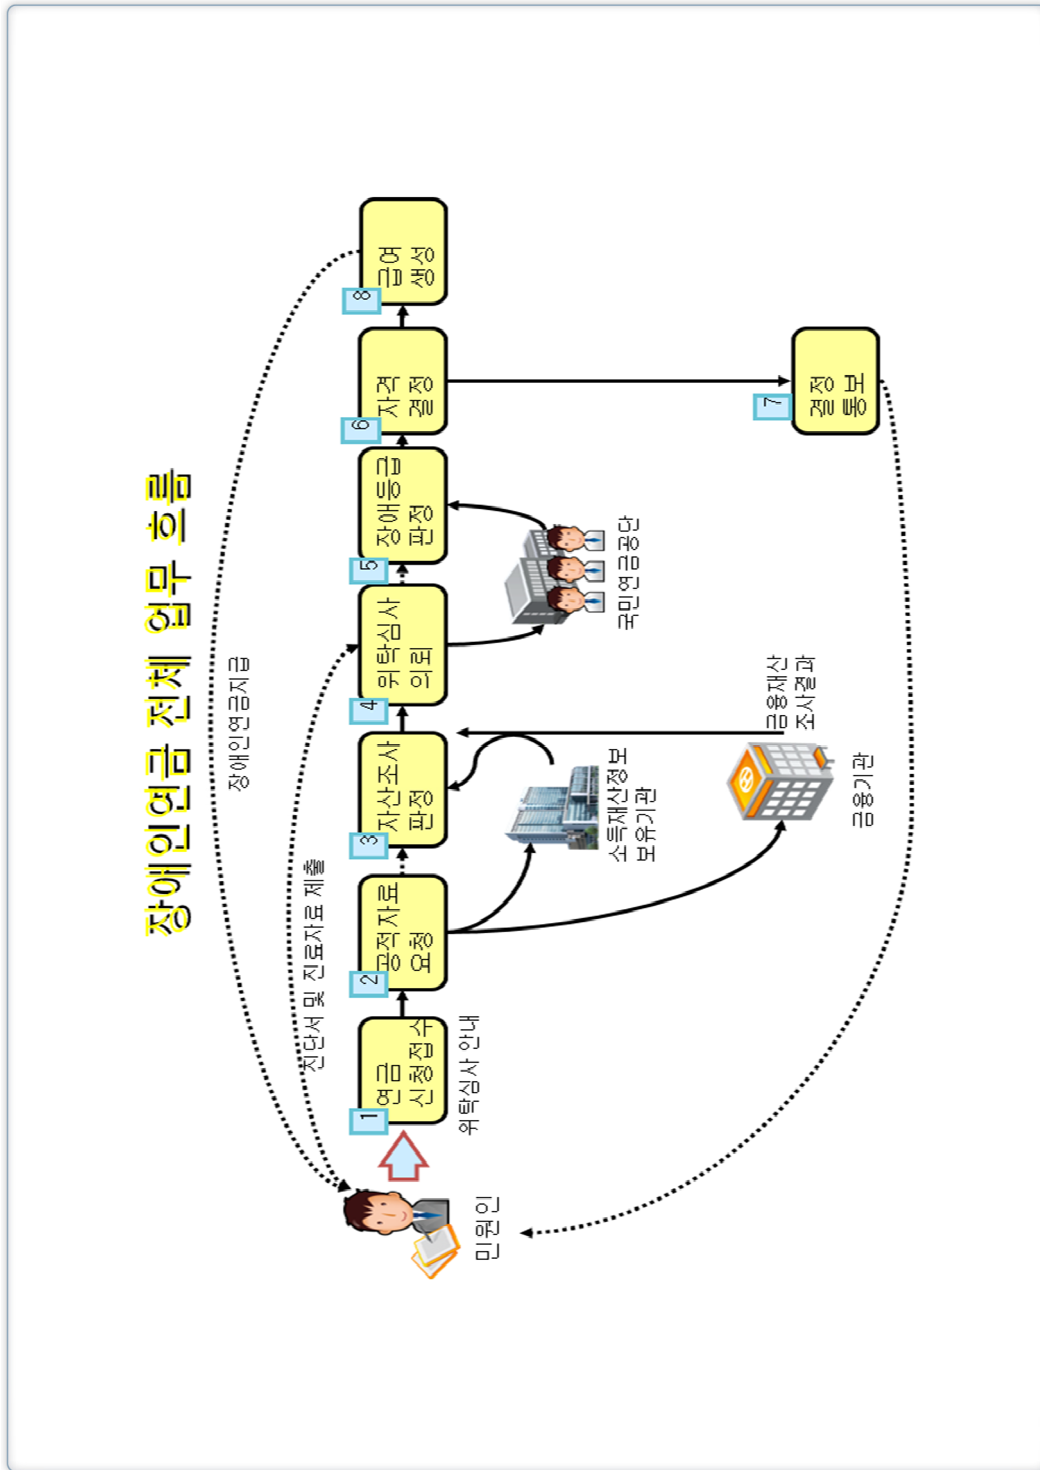 장애인연금 전체 업무 흐름
장애인연금지급
진단서 및 진료자료 제출
1
연금
신청접수
2
공적자료
요청
3
자산조사
판정
4
위탁심사
의뢰
5
장애등급
판정
6
자격
결정
8
급여
생성
위탁심사 안내
민원인
국민연금공단
소득재산정보
보유기관
금융재산
조사결과
금융기관
7
결정
통보